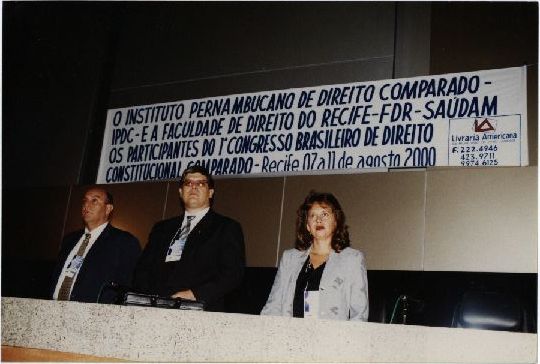 O INSTITUTO PERNAMBUCANO DE DIREITO COMPARADO-
IPDC-E A FACULDADE DE DIREITO DO RECIFE-FDR-SAÚDAM
OS PARTICIPANTES DO 1º CONGRESSO BRASILEIRO DE DIREITO
CONSTITUCIONAL COMPARADO-Recife 07 a 11 de agosto 2000
Livraria Americana
F. 222.4946
423.9711
9974.6125